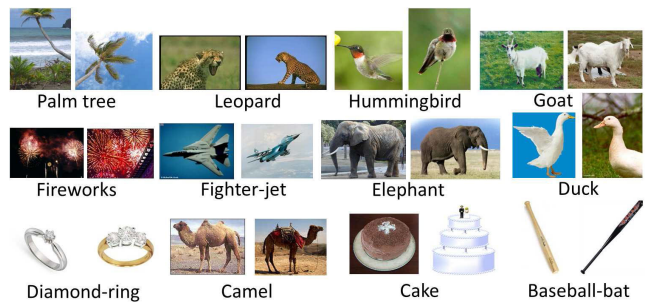 Palm tree
Leopard
Hummingbird
Goat
Fireworks
Fighter-jet
Elephant
Duck
Diamond-ring
Camel
Cake
Baseball-bat